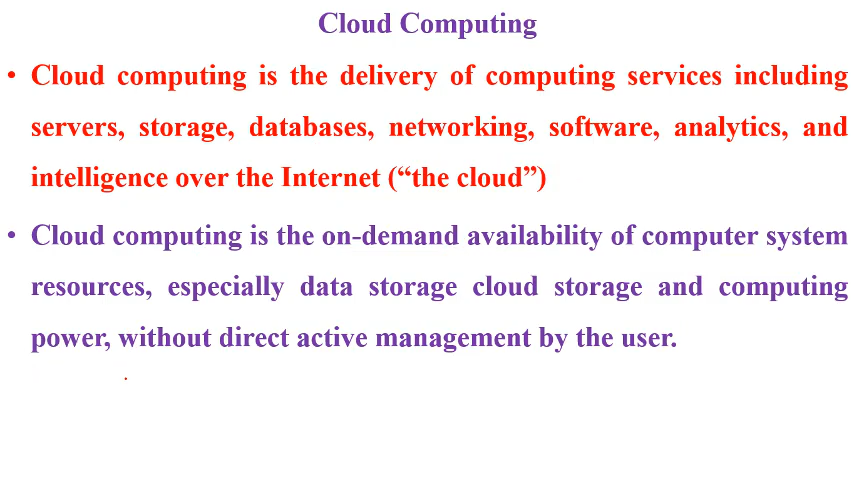 Cloud Computing
• Cloud computing is the delivery of computing services including
servers, storage, databases, networking, software, analytics, and
intelligence over the Internet (“the cloud”)
• Cloud computing is the on-demand availability of computer system
resources, especially data storage cloud storage and computing
power, without direct active management by the user.
.